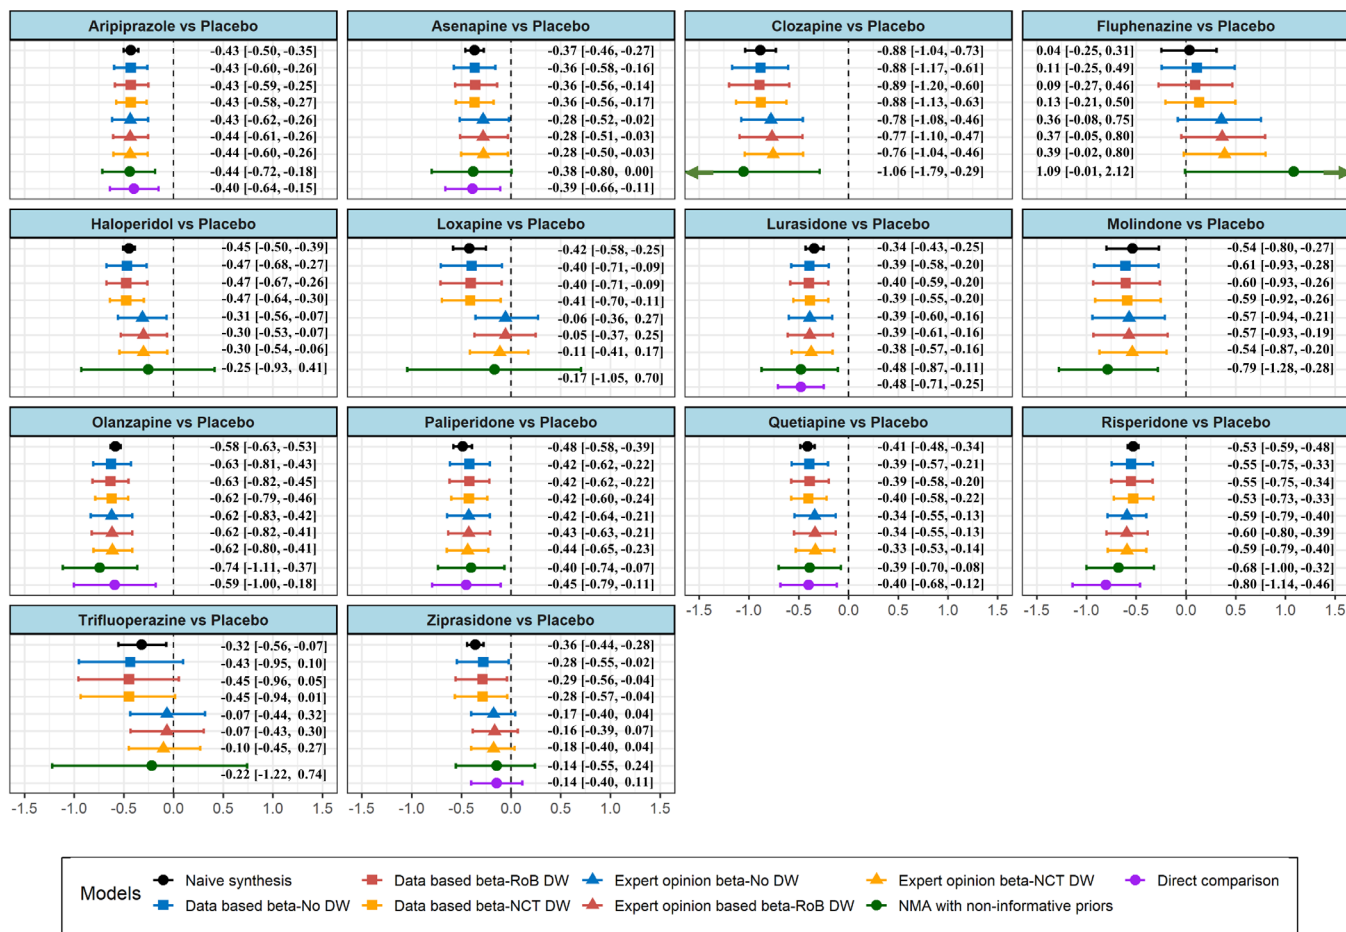 Aripiprazole vs Placebo
-0.43 [-0.50, -0.35]
-0.43 [-0.60, -0.26]
-0.43 [-0.59, -0.25]
-0.43 [-0.58, -0.27]
-0.43 [-0.62, -0.26]
-0.44 [-0.61, -0.26]
-0.44 [-0.60, -0.26]
-0.44 [-0.72, -0.18]
-0.40 [-0.64, -0.15]
Asenapine vs Placebo
-0.37 [-0.46, -0.27]
-0.36 [-0.58, -0.16]
-0.36 [-0.56, -0.14]
-0.36 [-0.56, -0.17]
-0.28 [-0.52, -0.02]
-0.28 [-0.51, -0.03]
-0.28 [-0.50, -0.03]
-0.38 [-0.80, 0.00]
-0.39 [-0.66, -0.11]
Clozapine vs Placebo
-0.88 [-1.04, -0.73]
-0.88 [-1.17, -0.61]
-0.89 [-1.20, -0.60]
-0.88 [-1.13, -0.63]
-0.78 [-1.08, -0.46]
-0.77 [-1.10, -0.47]
-0.76 [-1.04, -0.46]
-1.06 [-1.79, -0.29]
Fluphenazine vs Placebo
0.04 [-0.25, 0.31]
0.11 [-0.25, 0.49]
0.09 [-0.27, 0.46]
0.13 [-0.21, 0.50]
0.36 [-0.08, 0.75]
0.37 [-0.05, 0.80]
0.39 [-0.02, 0.80]
1.09 [-0.01, 2.12]
Haloperidol vs Placebo
-0.45 [-0.50, -0.39]
-0.47 [-0.68, -0.27]
-0.47 [-0.67, -0.26]
-0.47 [-0.64, -0.30]
-0.31 [-0.56, -0.07]
-0.30 [-0.53, -0.07]
-0.30 [-0.54, -0.06]
-0.25 [-0.93, 0.41]
Loxapine vs Placebo
-0.42 [-0.58, -0.25]
-0.40 [-0.71, -0.09]
-0.40 [-0.71, -0.09]
-0.41 [-0.70, -0.11]
-0.06 [-0.36, 0.27]
-0.05 [-0.37, 0.25]
-0.11 [-0.41, 0.17]
-0.17 [-1.05, 0.70]
Lurasidone vs Placebo
-0.34 [-0.43, -0.25]
-0.39 [-0.58, -0.20]
-0.40 [-0.59, -0.20]
-0.39 [-0.55, -0.20]
-0.39 [-0.60, -0.16]
-0.39 [-0.61, -0.16]
-0.38 [-0.57, -0.16]
-0.48 [-0.87, -0.11]
-0.48 [-0.71, -0.25]
Molindone vs Placebo
-0.54 [-0.80, -0.27]
-0.61 [-0.93, -0.28]
-0.60 [-0.93, -0.26]
-0.59 [-0.92, -0.26]
-0.57 [-0.94, -0.21]
-0.57 [-0.93, -0.19]
-0.54 [-0.87, -0.20]
-0.79 [-1.28, -0.28]
Olanzapine vs Placebo
-0.58 [-0.63, -0.53]
-0.63 [-0.81, -0.43]
-0.63 [-0.82, -0.45]
-0.62 [-0.79, -0.46]
-0.62 [-0.83, -0.42]
-0.62 [-0.82, -0.41]
-0.62 [-0.80, -0.41]
-0.74 [-1.11, -0.37]
-0.59 [-1.00, -0.18]
Paliperidone vs Placebo
-0.48 [-0.58, -0.39]
-0.42 [-0.62, -0.22]
-0.42 [-0.62, -0.22]
-0.42 [-0.60, -0.24]
-0.42 [-0.64, -0.21]
-0.43 [-0.63, -0.21]
-0.44 [-0.65, -0.23]
-0.40 [-0.74, -0.07]
-0.45 [-0.79, -0.11]
Quetiapine vs Placebo
-0.41 [-0.48, -0.34]
-0.39 [-0.57, -0.21]
-0.39 [-0.58, -0.20]
-0.40 [-0.58, -0.22]
-0.34 [-0.55, -0.13]
-0.34 [-0.55, -0.13]
-0.33 [-0.53, -0.14]
-0.39 [-0.70, -0.08]
-0.40 [-0.68, -0.12]
-1.5 -1.0 -0.5 0.0 0.5 1.0 1.5
Risperidone vs Placebo
-0.53 [-0.59, -0.48]
-0.55 [-0.75, -0.33]
-0.55 [-0.75, -0.34]
-0.53 [-0.73, -0.33]
-0.59 [-0.79, -0.40]
-0.60 [-0.80, -0.39]
-0.59 [-0.79, -0.40]
-0.68 [-1.00, -0.32]
-0.80 [-1.14, -0.46]
-1.5 -1.0 -0.5 0.0 0.5 1.0 1.5
Trifluoperazine vs Placebo
-0.32 [-0.56, -0.07]
-0.43 [-0.95, 0.10]
-0.45 [-0.96, 0.05]
-0.45 [-0.94, 0.01]
-0.07 [-0.44, 0.32]
-0.07 [-0.43, 0.30]
-0.10 [-0.45, 0.27]
-0.22 [-1.22, 0.74]
-1.5 -1.0 -0.5 0.0 0.5 1.0 1.5
Ziprasidone vs Placebo
-0.36 [-0.44, -0.28]
-0.28 [-0.55, -0.02]
-0.29 [-0.56, -0.04]
-0.28 [-0.57, -0.04]
-0.17 [-0.40, 0.04]
-0.16 [-0.39, 0.07]
-0.18 [-0.40, 0.04]
-0.14 [-0.55, 0.24]
-0.14 [-0.40, 0.11]
-1.5 -1.0 -0.5 0.0 0.5 1.0 1.5
Models
Naive synthesis
Data based beta-No DW
Data based beta-RoB DW
Data based beta-NCT DW
Expert opinion beta-No DW
Expert opinion based beta-RoB DW
Expert opinion beta-NCT DW
NMA with non-informative priors
Direct comparison